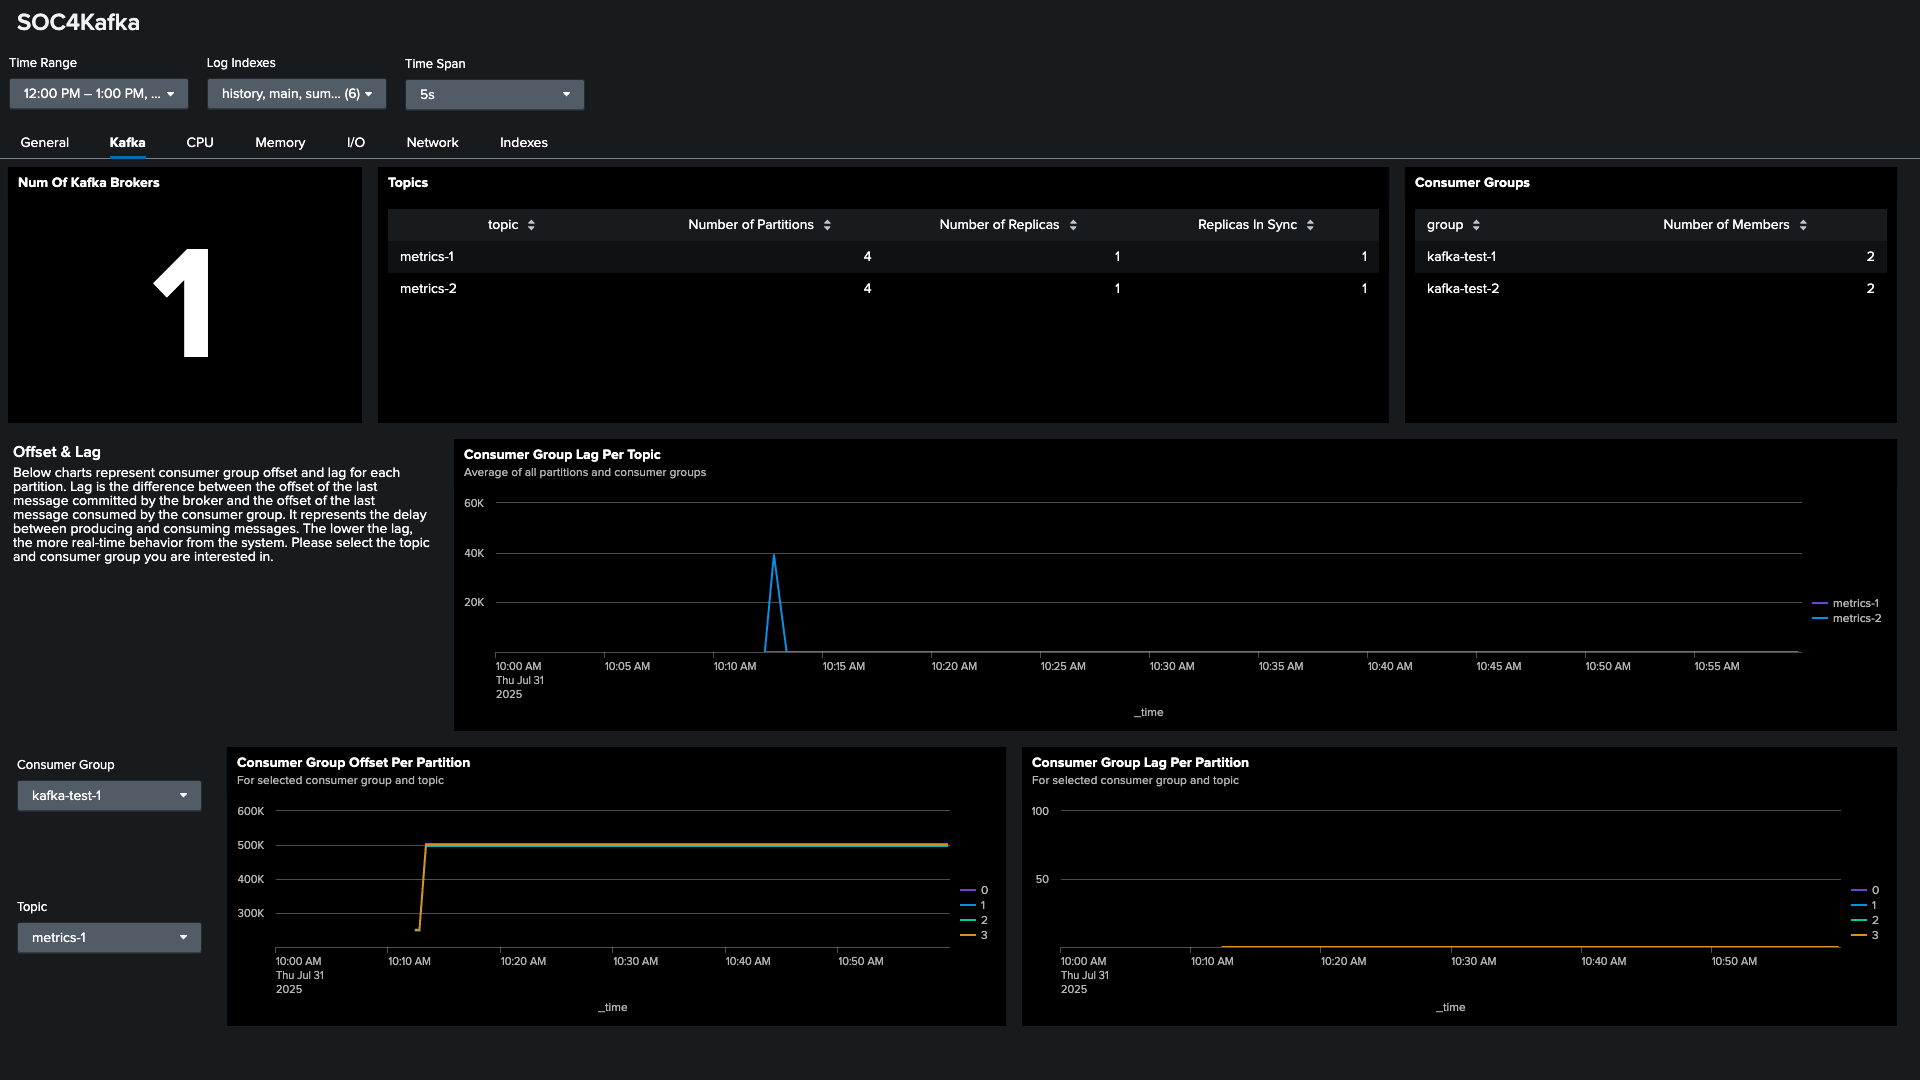 SOC4Kafka
Time Range
Log Indexes
Time Span
12:00 PM – 1:00 PM, ...
history, main, sum... (6)
5s
General Kafka CPU Memory I/O Network Indexes
Num Of Kafka Brokers
1
Topics
topic Number of Partitions Number of Replicas Replicas In Sync
metrics-1 4 1 1
metrics-2 4 1 1
Consumer Groups
group Number of Members
kafka-test-1 2
kafka-test-2 2
Offset & Lag
Below charts represent consumer group offset and lag for each
partition. Lag is the difference between the offset of the last
message committed by the broker and the offset of the last
message consumed by the consumer group. It represents the delay
between producing and consuming messages. The lower the lag,
the more real-time behavior from the system. Please select the topic
and consumer group you are interested in.
Consumer Group Lag Per Topic
Average of all partitions and consumer groups
60K
40K
20K
metrics-1
metrics-2
10:00 AM 10:05 AM 10:10 AM 10:15 AM 10:20 AM 10:25 AM 10:30 AM 10:35 AM 10:40 AM 10:45 AM 10:50 AM 10:55 AM
Thu Jul 31
2025
_time
Consumer Group
kafka-test-1
Topic
metrics-1
Consumer Group Offset Per Partition
For selected consumer group and topic
600K
500K
400K
300K
0
1
2
3
10:00 AM 10:10 AM 10:20 AM 10:30 AM 10:40 AM 10:50 AM
Thu Jul 31
2025
_time
Consumer Group Lag Per Partition
For selected consumer group and topic
100
50
0
1
2
3
10:00 AM 10:10 AM 10:20 AM 10:30 AM 10:40 AM 10:50 AM
Thu Jul 31
2025
_time